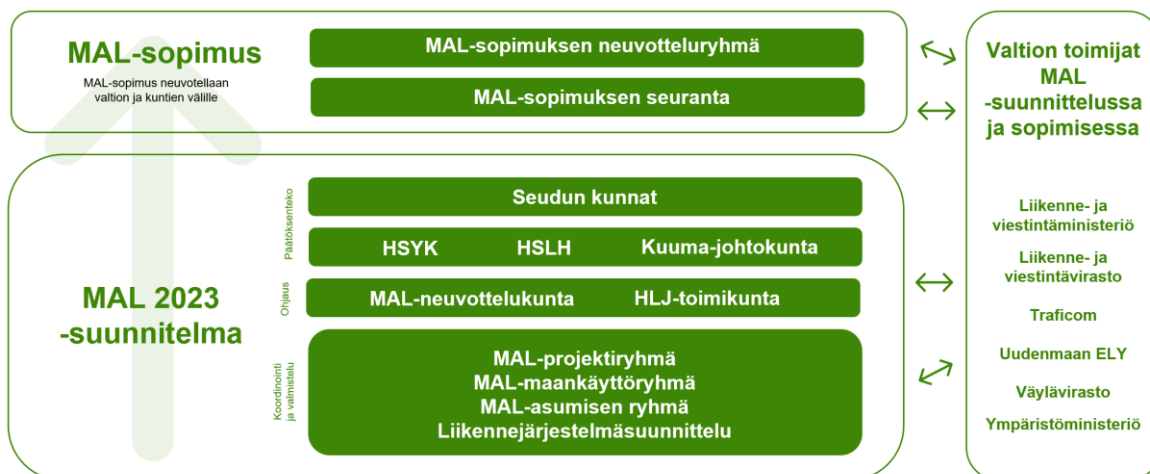 MAL-sopimus
MAL-sopimus neuvotellaan
valtion ja kuntien välille
MAL-sopimuksen neuvotteluryhmä
MAL-sopimuksen seuranta
MAL 2023
-suunnitelma
Päätöksenteko
Seudun kunnat
HSYK HSLH Kuuma-johtokunta
Ohjaus
MAL-neuvottelukunta HLJ-toimikunta
Koordinointi
ja valmistelu
MAL-projektiryhmä
MAL-maankäyttöryhmä
MAL-asumisen ryhmä
Liikennejärjestelmäsuunnittelu
Valtion toimijat
MAL
-suunnittelussa
ja sopimisessa
Liikenne- ja
viestintäministeriö
Liikenne- ja
viestintävirasto
Traficom
Uudenmaan ELY
Väylävirasto
Ympäristöministeriö